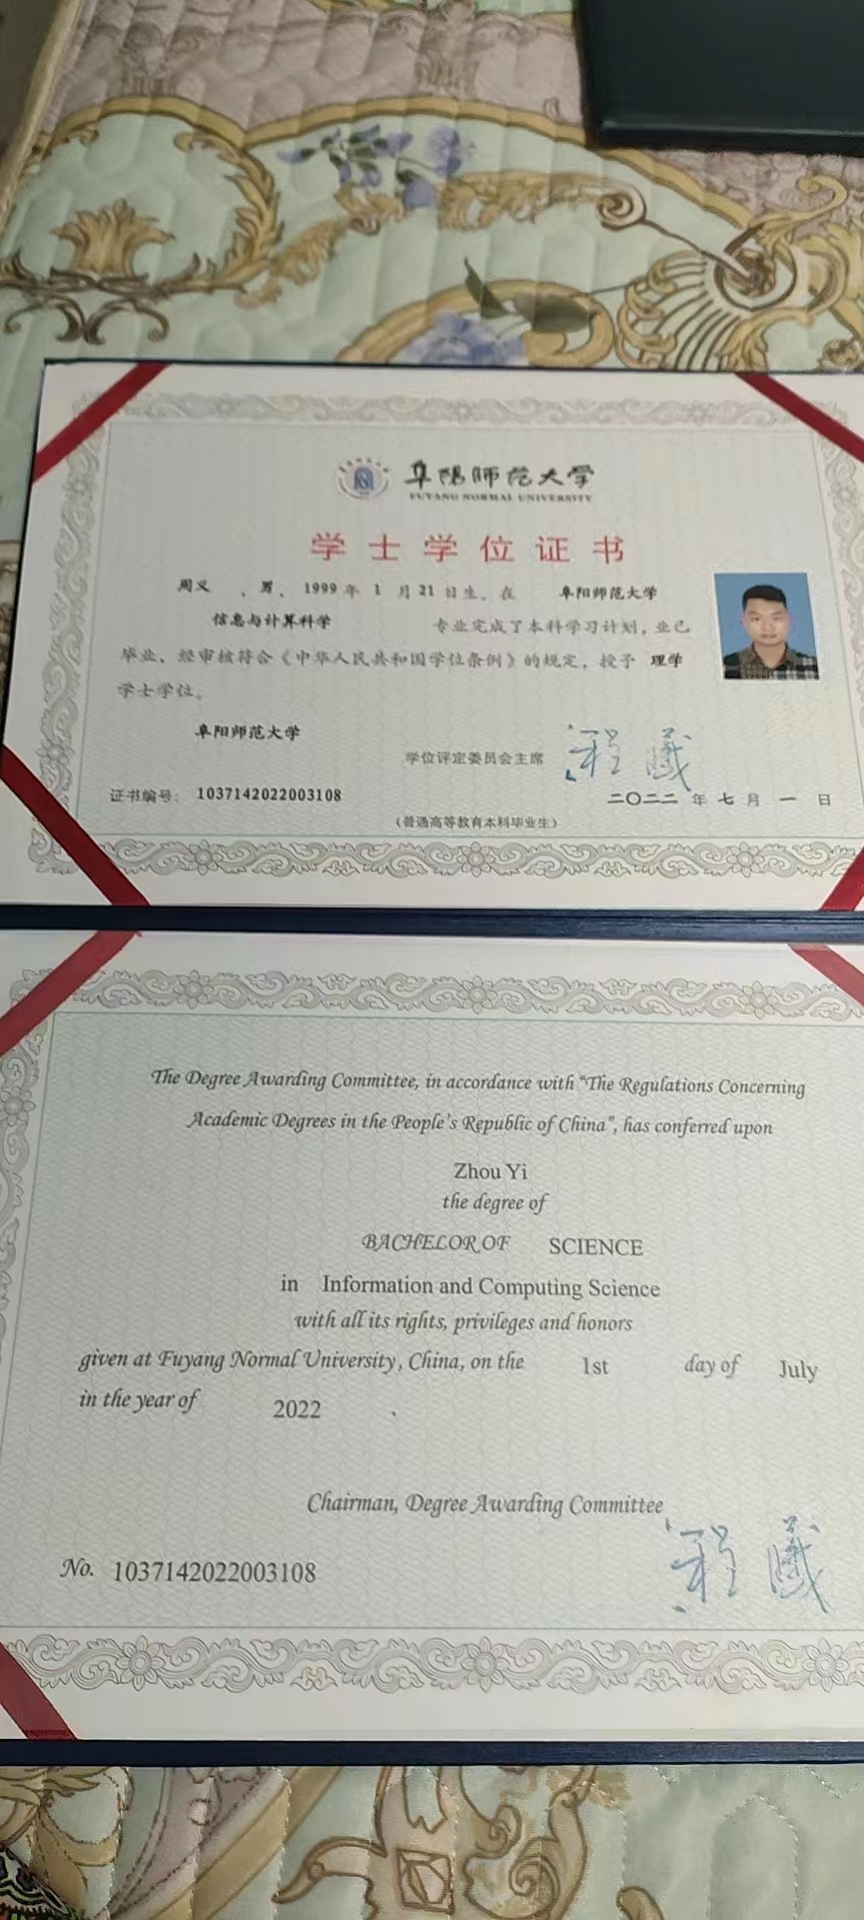 阜阳师范大学
FUYANG NORMAL UNIVERSITY
学士学位证书
周义 、男、 1999 年 1 月 21 日生。在 阜阳师范大学
信息与计算科学 专业完成了本科学习计划，业已
毕业，经审核符合《中华人民共和国学位条例》的规定，授予 理学
学士学位。
阜阳师范大学
学位评定委员会主席
证书编号： 1037142022003108 二〇二二 年 七 月 一 日
（普通高等教育本科毕业生）
The Degree Awarding Committee, in accordance with "The Regulations Concerning
Academic Degrees in the People's Republic of China", has conferred upon
Zhou Yi
the degree of
BACHELOR OF SCIENCE
in Information and Computing Science
with all its rights, privileges and honors
given at Fuyang Normal University, China, on the 1st day of July
in the year of 2022 .
Chairman, Degree Awarding Committee
No. 1037142022003108